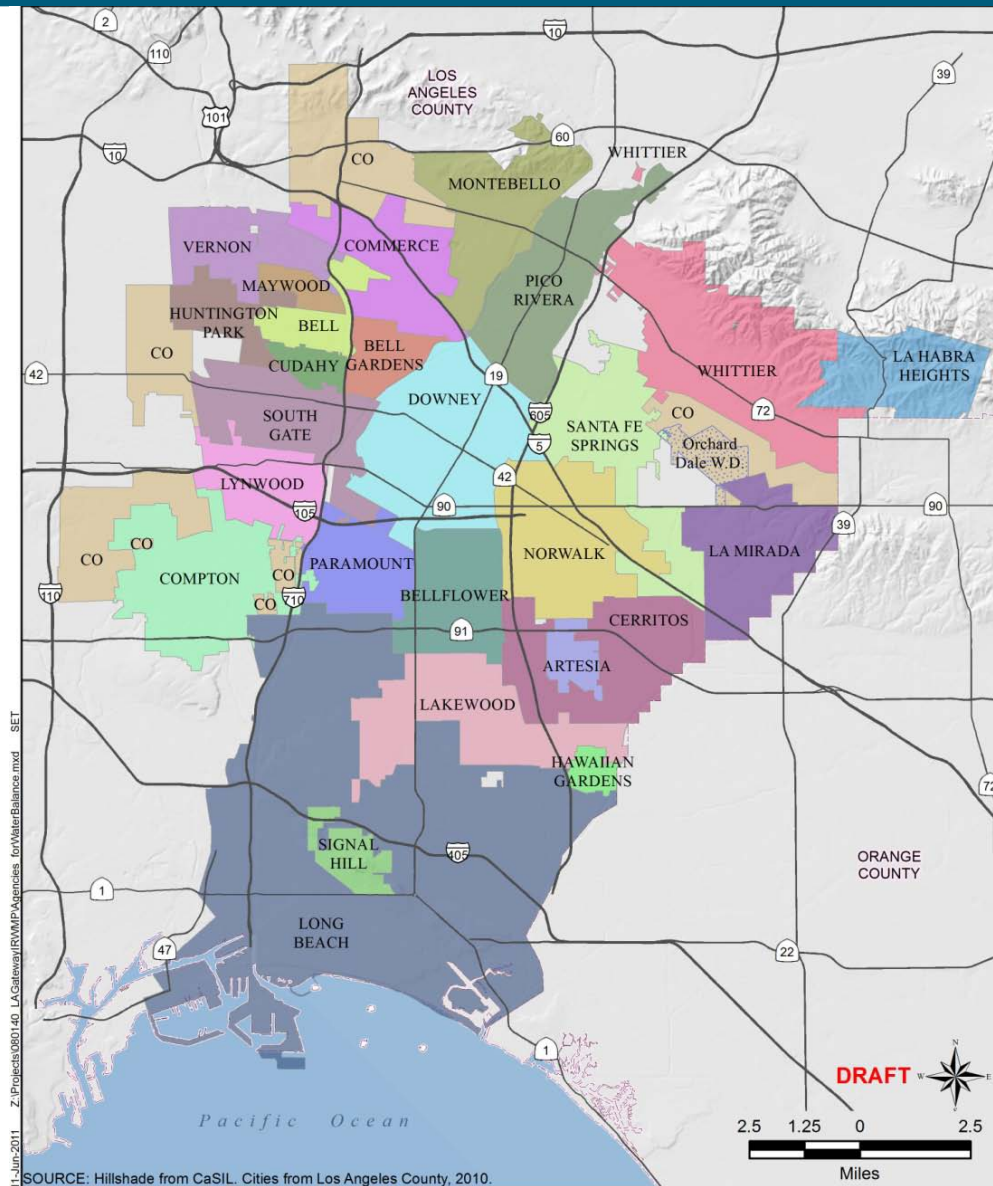 2
110
10
39
LOS
ANGELES
COUNTY
101
60
WHITTIER
10
CO
MONTEBELLO
VERNON
COMMERCE
MAYWOOD
PICO
RIVERA
HUNTINGTON
PARK
BELL
CO
BELL
GARDENS
LA HABRA
HEIGHTS
42
CUDAHY
19
WHITTIER
DOWNEY
72
SOUTH
GATE
605
CO
SANTA FE
SPRINGS
5
Orchard
Dale W.D.
LYNWOOD
42
105
90
90
39
CO
NORWALK
LA MIRADA
CO
PARAMOUNT
COMPTON
CO
110
710
CO
BELLFLOWER
CERRITOS
91
ARTESIA
LAKEWOOD
HAWAIIAN
GARDENS
72
SIGNAL
HILL
405
ORANGE
COUNTY
1
LONG
BEACH
47
22
1
DRAFT
N
W
E
Pacific Ocean
2.5 1.25 0 2.5
Miles
SOURCE: Hillshade from CaSIL. Cities from Los Angeles County, 2010.
11-Jun-2011 Z:\Projects\080140_LAGatewayIRWMP\Agencies_forWaterBalance.mxd SET